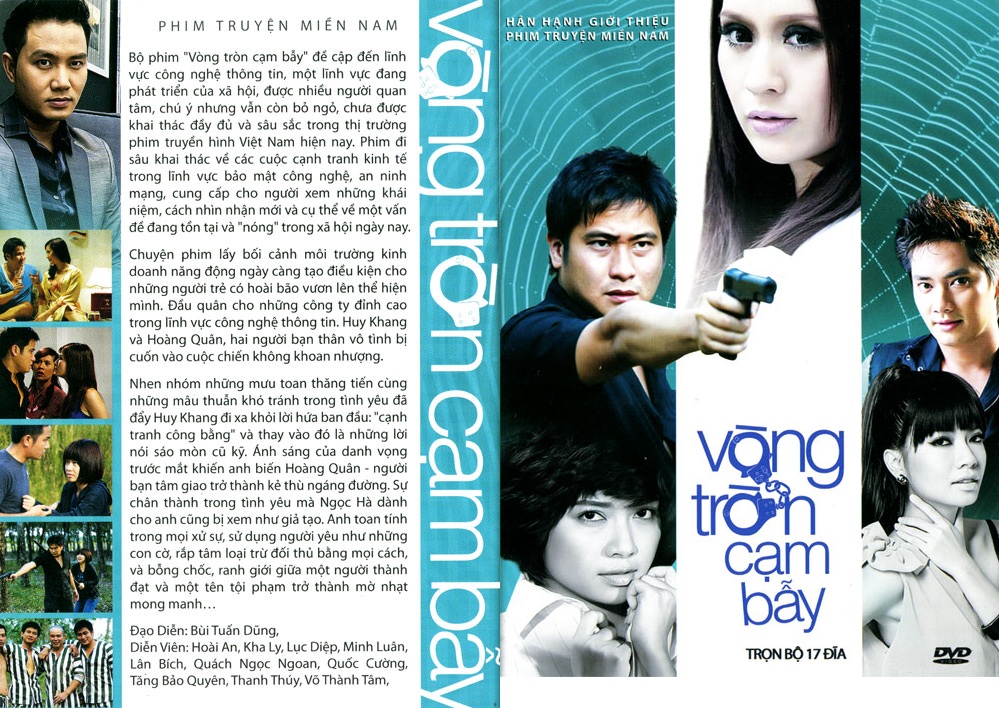 PHIM TRUYỆN MIỀN NAM
Bộ phim "Vòng tròn cạm bẫy" đề cập đến lĩnh
vực công nghệ thông tin, một lĩnh vực đang
phát triển của xã hội, được nhiều người quan
tâm, chú ý nhưng vẫn còn bỏ ngỏ, chưa được
khai thác đầy đủ và sâu sắc trong thị trường
phim truyền hình Việt Nam hiện nay. Phim đi
sâu khai thác về các cuộc cạnh tranh kinh tế
trong lĩnh vực bảo mật công nghệ, an ninh
mạng, cung cấp cho người xem những khái
niệm, cách nhìn nhận mới và cụ thể về một vấn
đề đang tồn tại và "nóng" trong xã hội ngày nay.
Chuyện phim lấy bối cảnh môi trường kinh
doanh năng động ngày càng tạo điều kiện cho
những người trẻ có hoài bão vươn lên thể hiện
mình. Đầu quân cho những công ty đỉnh cao
trong lĩnh vực công nghệ thông tin. Huy Khang
và Hoàng Quân, hai người bạn thân vô tình bị
cuốn vào cuộc chiến không khoan nhượng.
Nhen nhóm những mưu toan thăng tiến cùng
những mâu thuẫn khó tránh trong tình yêu đã
đẩy Huy Khang đi xa khỏi lời hứa ban đầu: "cạnh
tranh công bằng" và thay vào đó là những lời
nói sáo mòn cũ kỹ. Ánh sáng của danh vọng
trước mắt khiến anh biến Hoàng Quân - người
bạn tâm giao trở thành kẻ thù ngáng đường. Sự
chân thành trong tình yêu mà Ngọc Hà dành
cho anh cũng bị xem như giả tạo. Anh toan tính
trong mọi xử sự, sử dụng người yêu như những
con cờ, rắp tâm loại trừ đối thủ bằng mọi cách,
và bỗng chốc, ranh giới giữa một người thành
đạt và một tên tội phạm trở thành mờ nhạt
mong manh...
Đạo Diễn: Bùi Tuấn Dũng,
Diễn Viên: Hoài An, Kha Ly, Lục Diệp, Minh Luân,
Lân Bích, Quách Ngọc Ngoan, Quốc Cường,
Tăng Bảo Quyên, Thanh Thúy, Võ Thành Tâm,
vòng tròn cạm bẫy
HÂN HẠNH GIỚI THIỆU
PHIM TRUYỆN MIỀN NAM
vòng
tròn
cạm
bẫy
TRỌN BỘ 17 ĐĨA
DVD
VIDEO